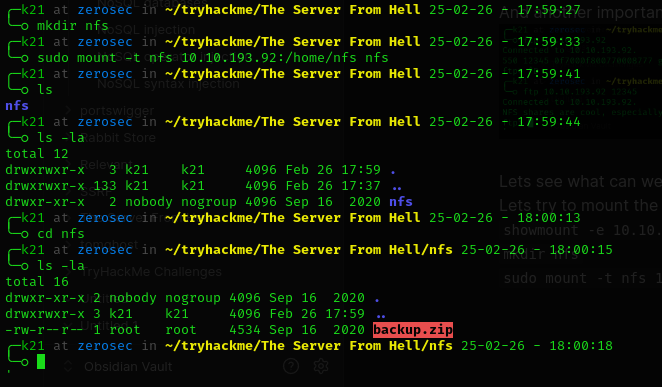 ╭─k21 at zerosec in ~/tryhackme/The Server From Hell 25-02-26 - 17:59:27
╰─○ mkdir nfs
╭─k21 at zerosec in ~/tryhackme/The Server From Hell 25-02-26 - 17:59:33
╰─○ sudo mount -t nfs 10.10.193.92:/home/nfs nfs
╭─k21 at zerosec in ~/tryhackme/The Server From Hell 25-02-26 - 17:59:41
╰─○ ls
NoSQL syntax injection
nfs
portswigger
╭─k21 at zerosec in ~/tryhackme/The Server From Hell 25-02-26 - 17:59:44
╰─○ ls -la
Rabbit Store
total 12
drwxrwxr-x 3 k21 k21 4096 Feb 26 17:59 .
drwxrwxr-x 133 k21 k21 4096 Feb 26 17:37 ..
drwxr-xr-x 2 nobody nogroup 4096 Sep 16 2020 nfs
╭─k21 at zerosec in ~/tryhackme/The Server From Hell 25-02-26 - 18:00:13
╰─○ cd nfs
╭─k21 at zerosec in ~/tryhackme/The Server From Hell/nfs 25-02-26 - 18:00:15
╰─○ ls -la
TryHackMe Challenges
total 16
drwxr-xr-x 2 nobody nogroup 4096 Sep 16 2020 .
drwxrwxr-x 3 k21 k21 4096 Feb 26 17:59 ..
-rw-r--r-- 1 root root 4534 Sep 16 2020 backup.zip
╭─k21 at zerosec in ~/tryhackme/The Server From Hell/nfs 25-02-26 - 18:00:18
╰─○
Obsidian Vault
And another important
Lets see what can we
Lets try to mount the
showmount -e 10.10.
mkdir nfs
sudo mount -t nfs 1